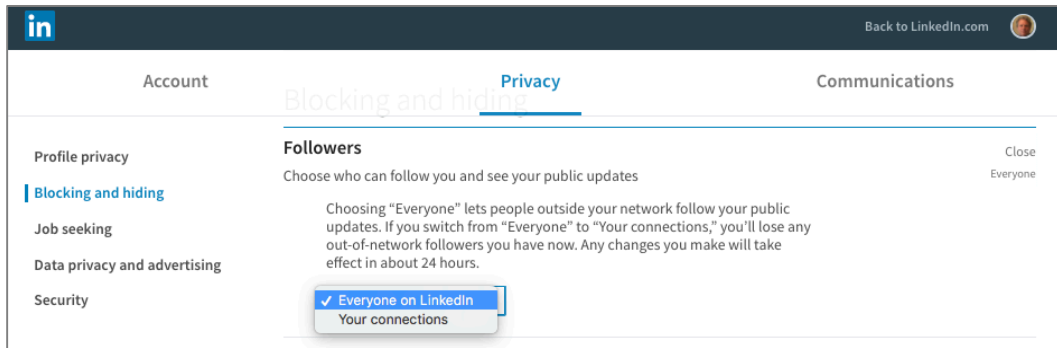 in
Back to LinkedIn.com
Account
Privacy
Communications
Blocking and hiding
Profile privacy
Blocking and hiding
Job seeking
Data privacy and advertising
Security
Followers
Close
Choose who can follow you and see your public updates
Everyone
Choosing “Everyone” lets people outside your network follow your public
updates. If you switch from “Everyone” to “Your connections,” you’ll lose any
out-of-network followers you have now. Any changes you make will take
effect in about 24 hours.
✓ Everyone on LinkedIn
Your connections